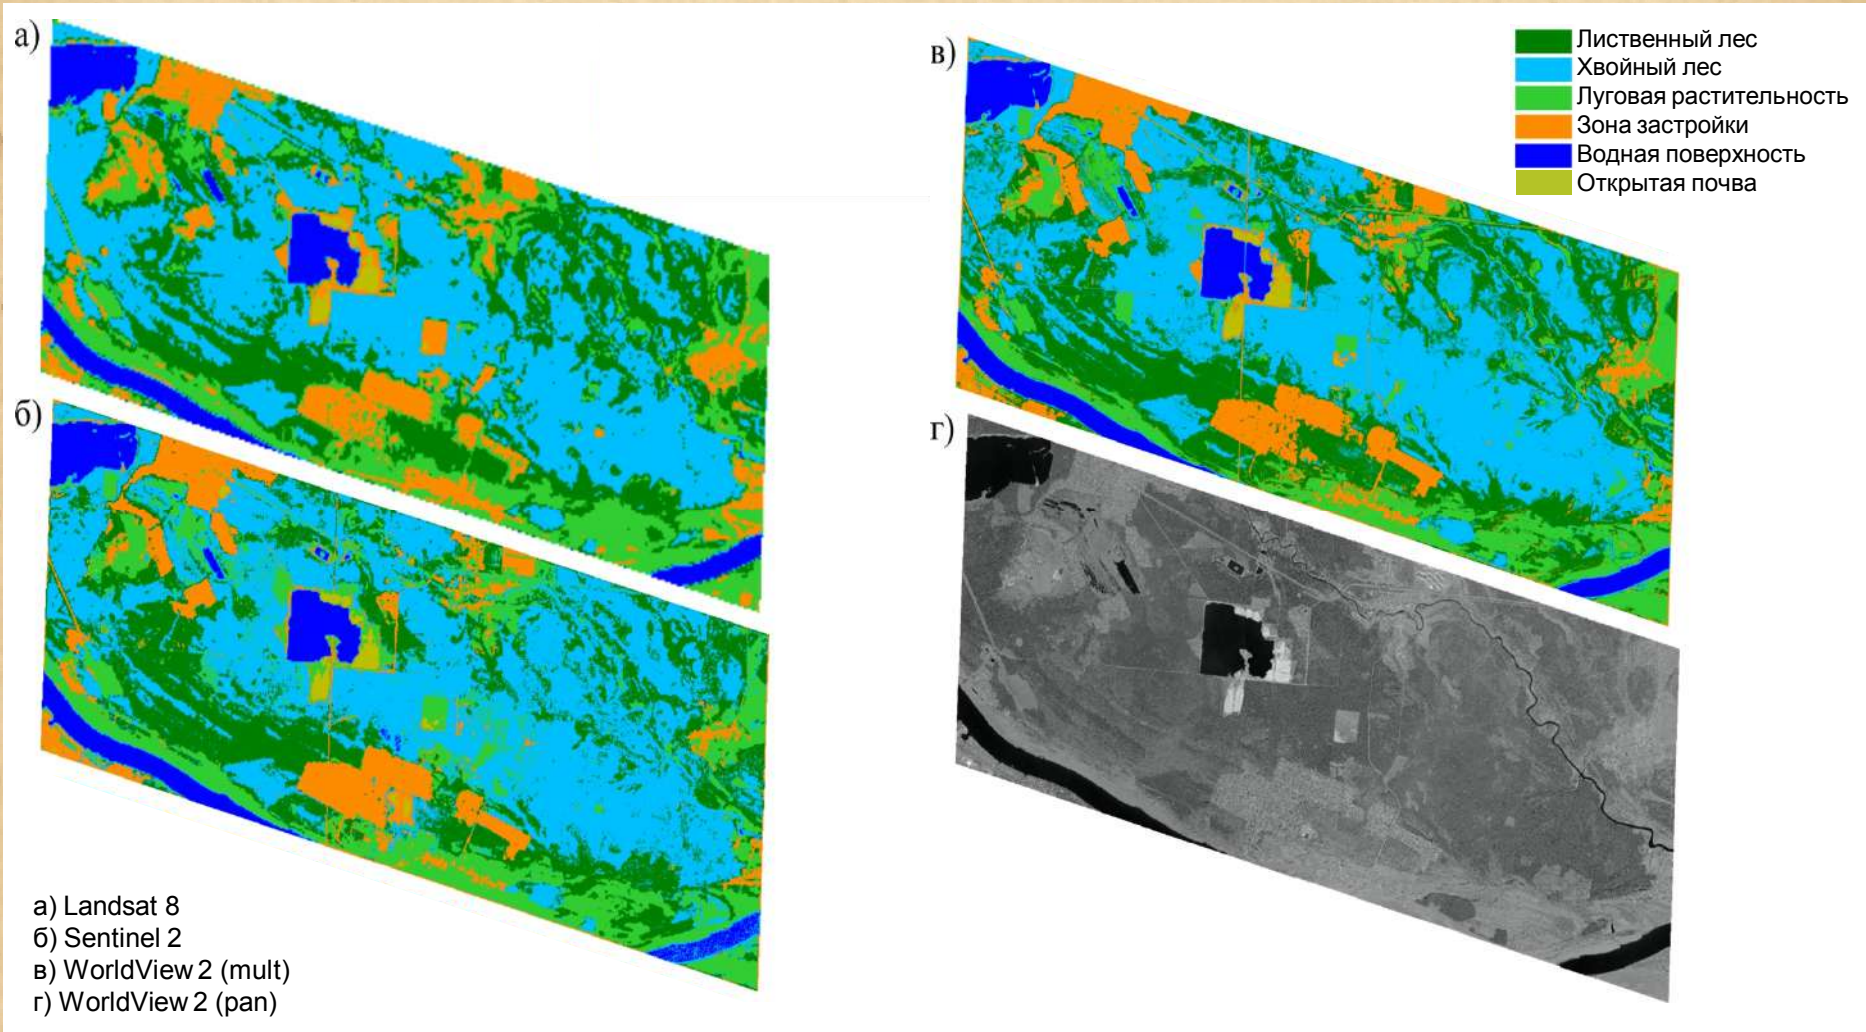 а)
в)
Лиственный лес
Хвойный лес
Луговая растительность
Зона застройки
Водная поверхность
Открытая почва
б)
г)
а) Landsat 8
б) Sentinel 2
в) WorldView 2 (mult)
г) WorldView 2 (pan)